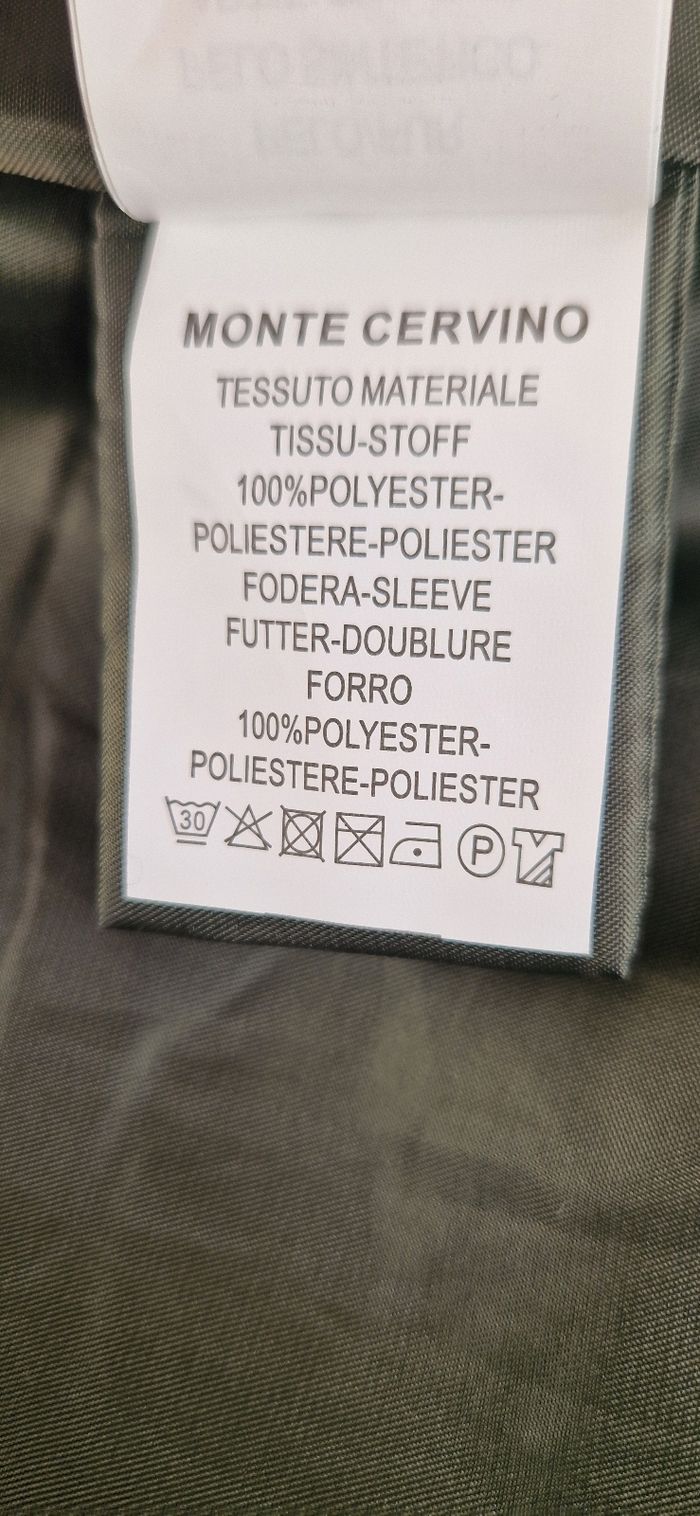 MONTE CERVINO
TESSUTO MATERIALE
TISSU-STOFF
100%POLYESTER-
POLIESTERE-POLIESTER
FODERA-SLEEVE
FUTTER-DOUBLURE
FORRO
100%POLYESTER-
POLIESTERE-POLIESTER
30 P